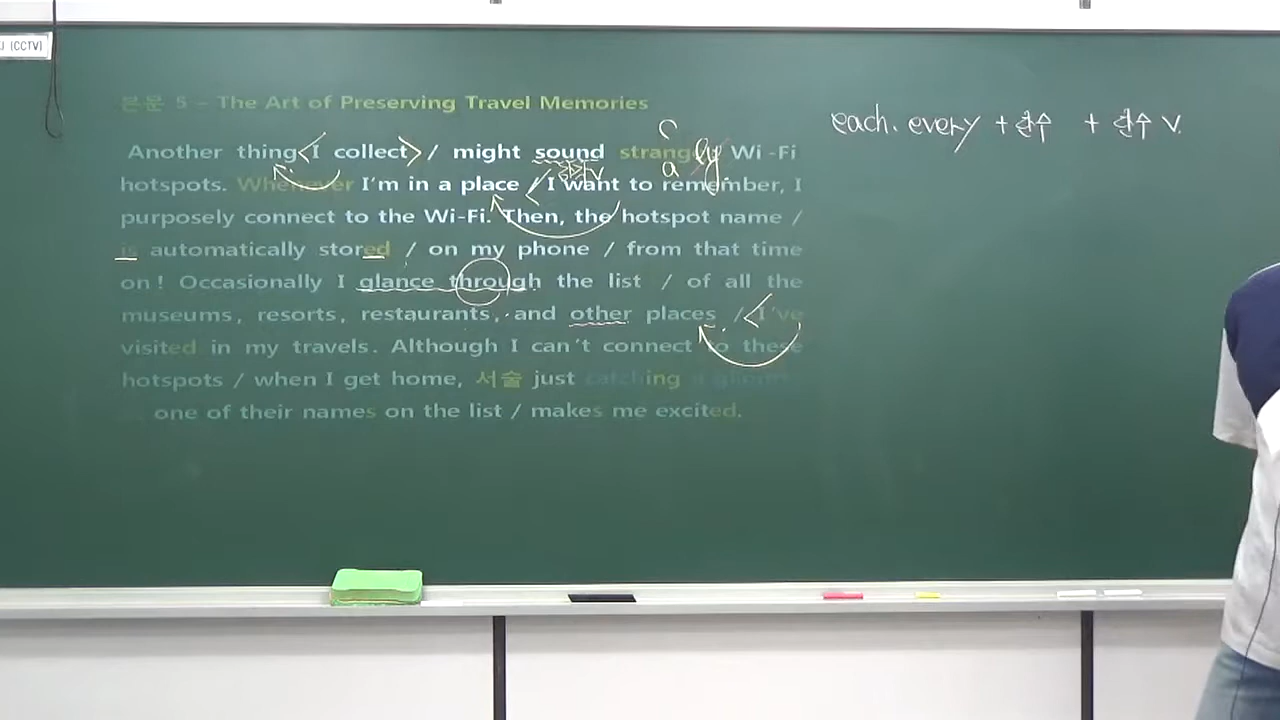 (CCTV)
본문 5 – The Art of Preserving Travel Memories
each. every + 단수 + 단수 V.
Another thing < I collect > / might sound strange ly Wi-Fi
hotspots. Whenever I'm in a place / I want to remember, I
purposely connect to the Wi-Fi. Then, the hotspot name /
is automatically stored / on my phone / from that time
on! Occasionally I glance through the list / of all the
museums, resorts, restaurants, and other places / < I've
visited in my travels. Although I can't connect to these
hotspots / when I get home, 서술 just catching a glimpse
one of their names on the list / makes me excited.